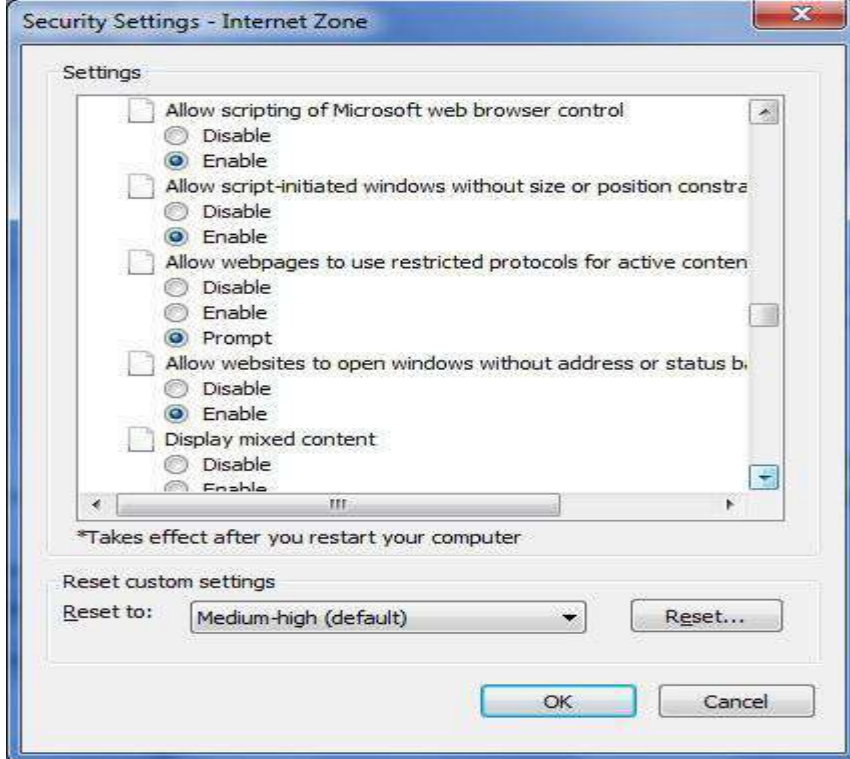 Security Settings - Internet Zone
Settings
Allow scripting of Microsoft web browser control
Disable
Enable
Allow script-initiated windows without size or position constra
Disable
Enable
Allow webpages to use restricted protocols for active conten
Disable
Enable
Prompt
Allow websites to open windows without address or status ba
Disable
Enable
Display mixed content
Disable
Enable
*Takes effect after you restart your computer
Reset custom settings
Reset to: Medium-high (default) Reset...
OK Cancel